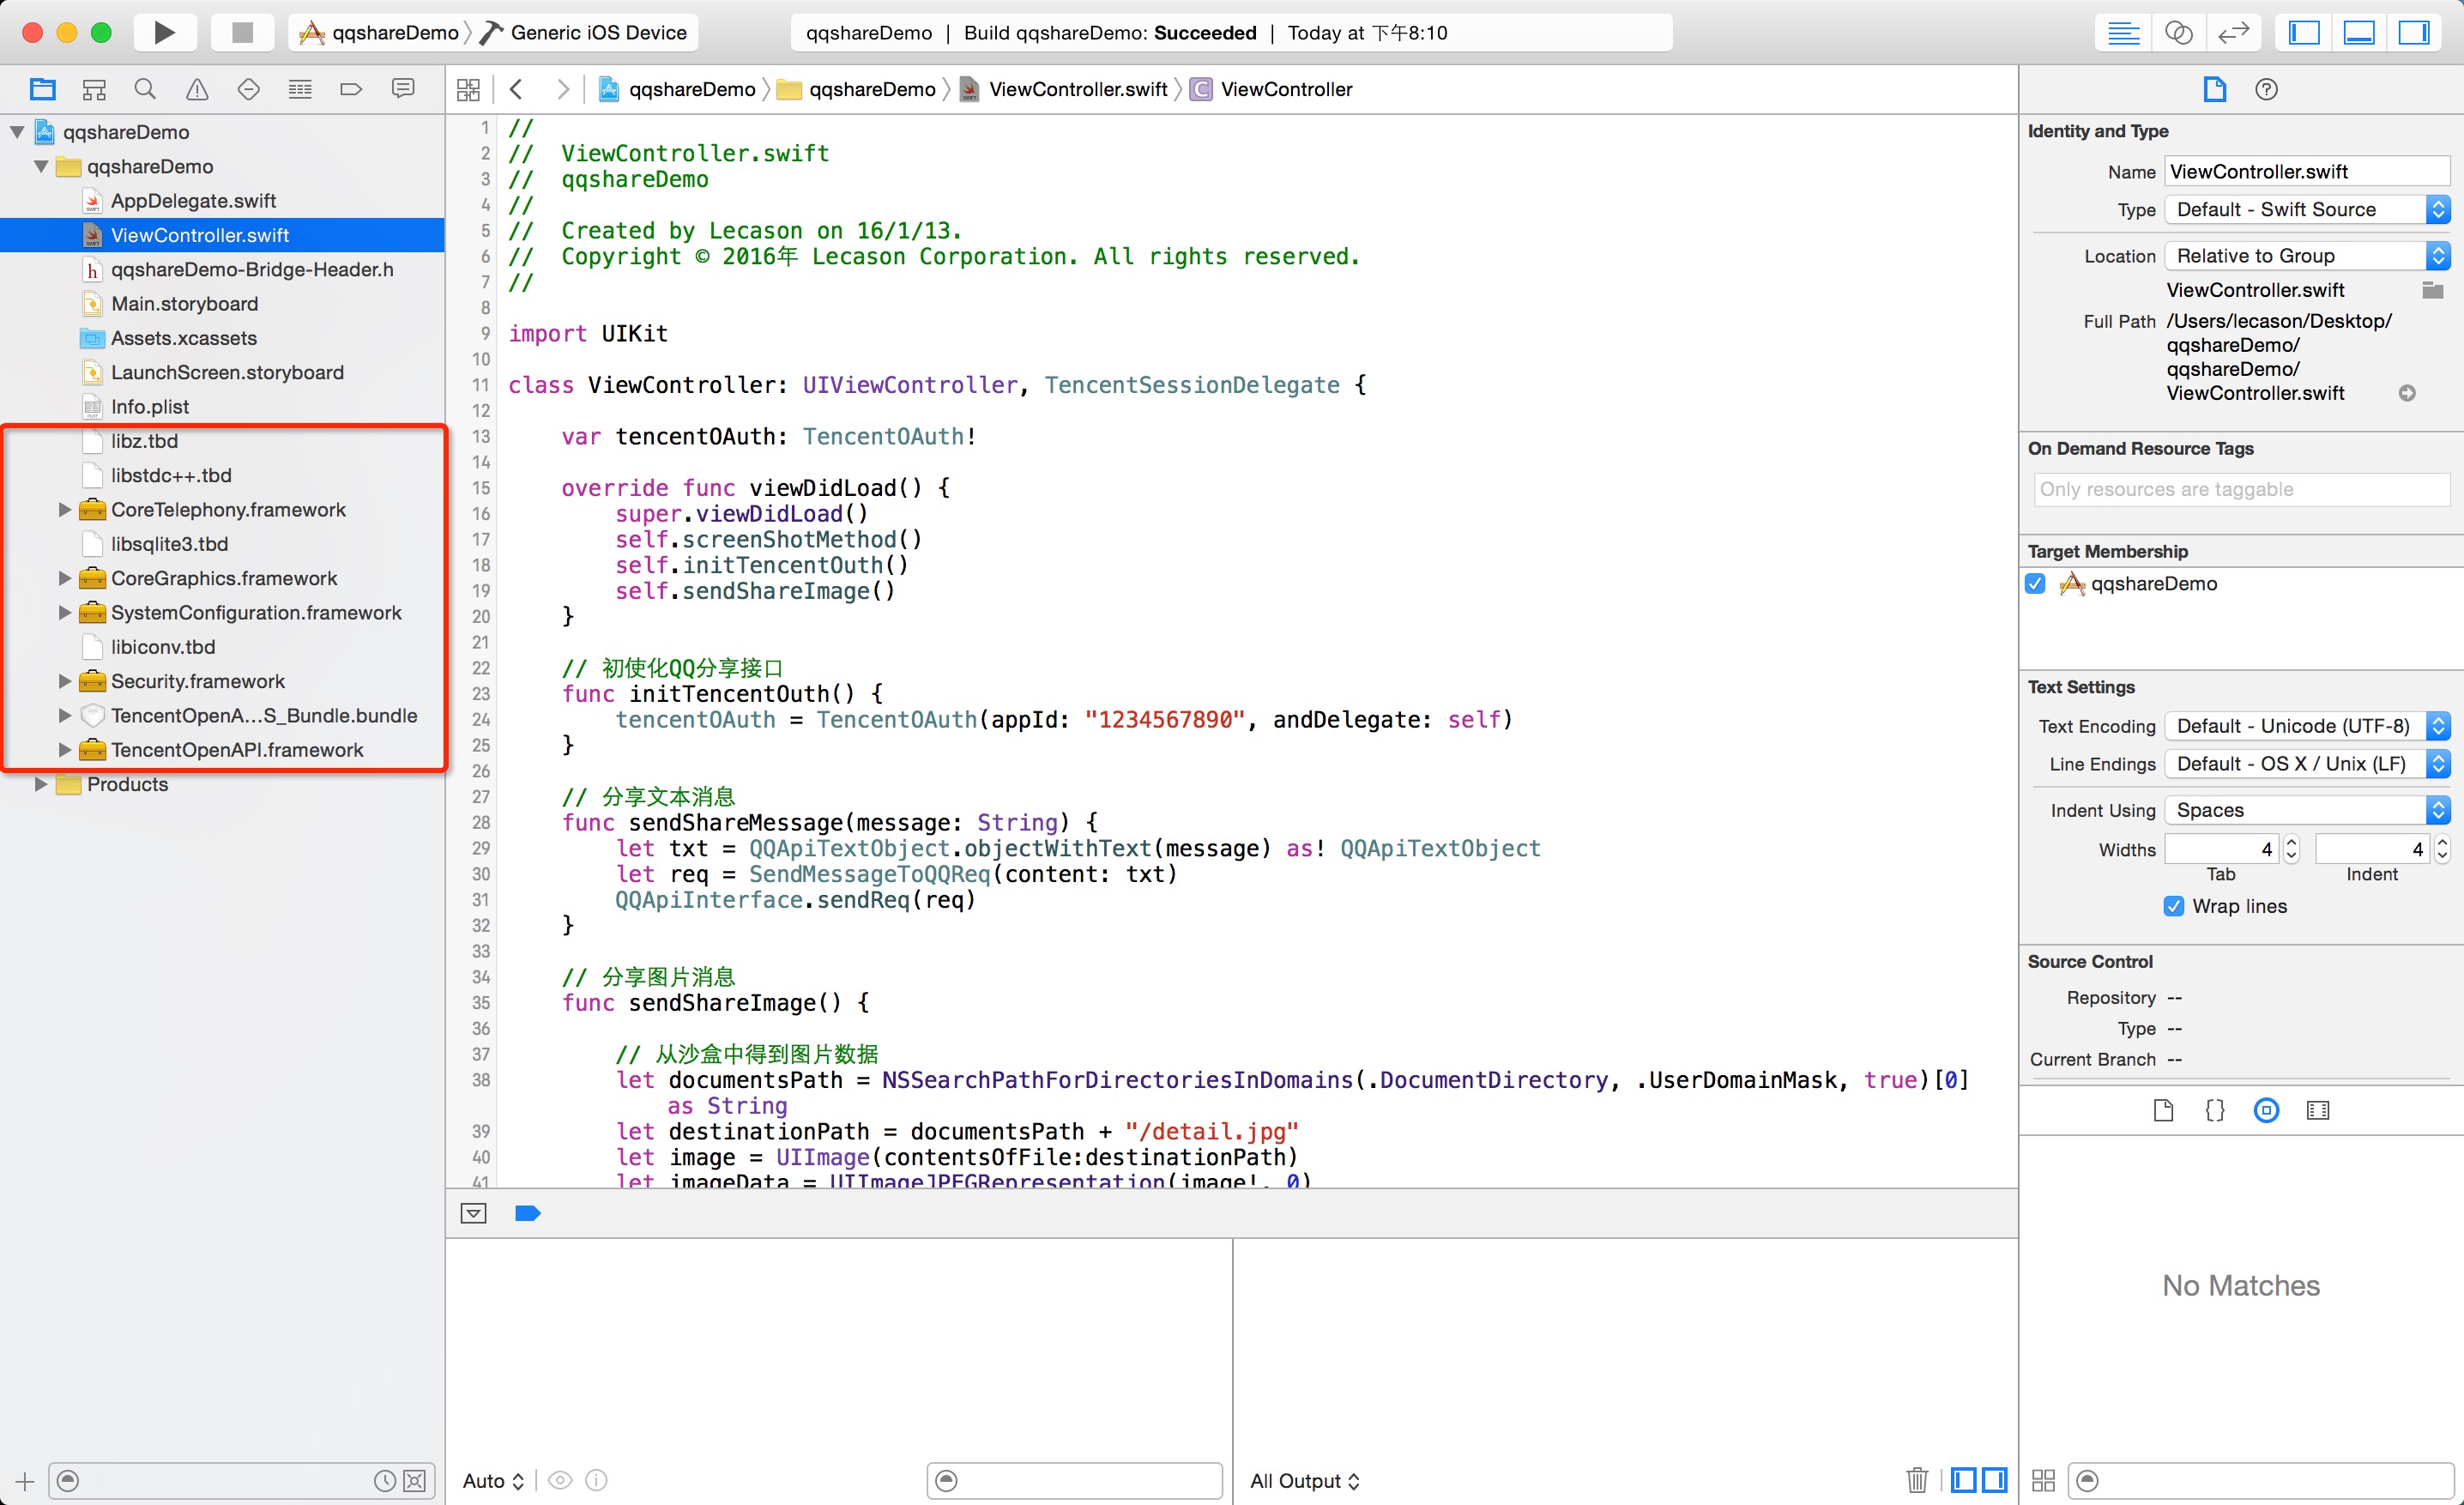 qqshareDemo Generic iOS Device
qqshareDemo | Build qqshareDemo: Succeeded | Today at 下午8:10
qqshareDemo
qqshareDemo
AppDelegate.swift
ViewController.swift
qqshareDemo-Bridge-Header.h
Main.storyboard
Assets.xcassets
LaunchScreen.storyboard
Info.plist
libz.tbd
libstdc++.tbd
CoreTelephony.framework
libsqlite3.tbd
CoreGraphics.framework
SystemConfiguration.framework
libiconv.tbd
Security.framework
TencentOpenA...S_Bundle.bundle
TencentOpenAPI.framework
Products
qqshareDemo qqshareDemo ViewController.swift C ViewController
1 //
2 //  ViewController.swift
3 //  qqshareDemo
4 //
5 //  Created by Lecason on 16/1/13.
6 //  Copyright © 2016年 Lecason Corporation. All rights reserved.
7 //
8
9 import UIKit
10
11 class ViewController: UIViewController, TencentSessionDelegate {
12
13     var tencentOAuth: TencentOAuth!
14
15     override func viewDidLoad() {
16         super.viewDidLoad()
17         self.screenShotMethod()
18         self.initTencentOuth()
19         self.sendShareImage()
20     }
21
22     // 初使化QQ分享接口
23     func initTencentOuth() {
24         tencentOAuth = TencentOAuth(appId: "1234567890", andDelegate: self)
25     }
26
27     // 分享文本消息
28     func sendShareMessage(message: String) {
29         let txt = QQApiTextObject.objectWithText(message) as! QQApiTextObject
30         let req = SendMessageToQQReq(content: txt)
31         QQApiInterface.sendReq(req)
32     }
33
34     // 分享图片消息
35     func sendShareImage() {
36
37         // 从沙盒中得到图片数据
38         let documentsPath = NSSearchPathForDirectoriesInDomains(.DocumentDirectory, .UserDomainMask, true)[0]
as String
39         let destinationPath = documentsPath + "/detail.jpg"
40         let image = UIImage(contentsOfFile:destinationPath)
41         let imageData = UIImageJPEGRepresentation(image!, 0)
Auto
All Output
Identity and Type
Name ViewController.swift
Type Default - Swift Source
Location Relative to Group
ViewController.swift
Full Path /Users/lecason/Desktop/
qqshareDemo/
qqshareDemo/
ViewController.swift
On Demand Resource Tags
Only resources are taggable
Target Membership
qqshareDemo
Text Settings
Text Encoding Default - Unicode (UTF-8)
Line Endings Default - OS X / Unix (LF)
Indent Using Spaces
Widths 4 4
Tab Indent
Wrap lines
Source Control
Repository --
Type --
Current Branch --
No Matches